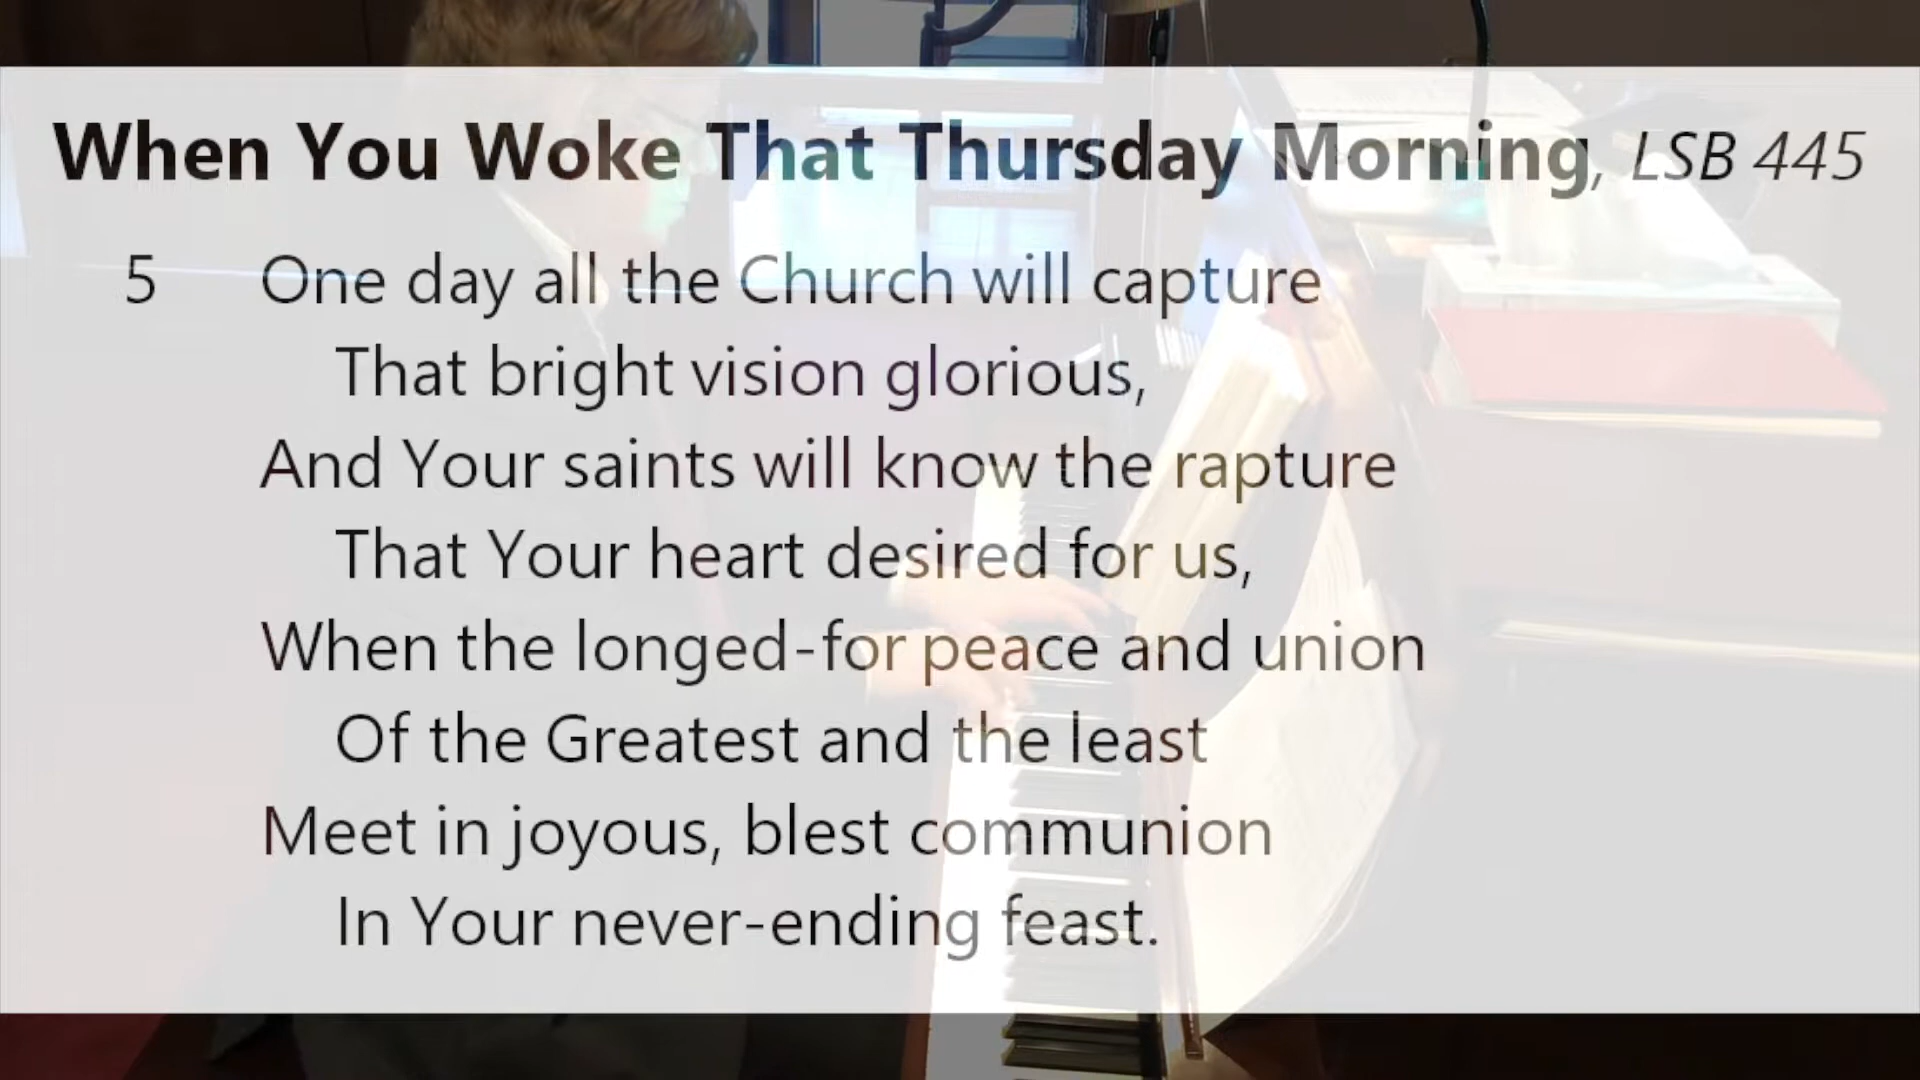 When You Woke That Thursday Morning, LSB 445
5 One day all the Church will capture
That bright vision glorious,
And Your saints will know the rapture
That Your heart desired for us,
When the longed-for peace and union
Of the Greatest and the least
Meet in joyous, blest communion
In Your never-ending feast.